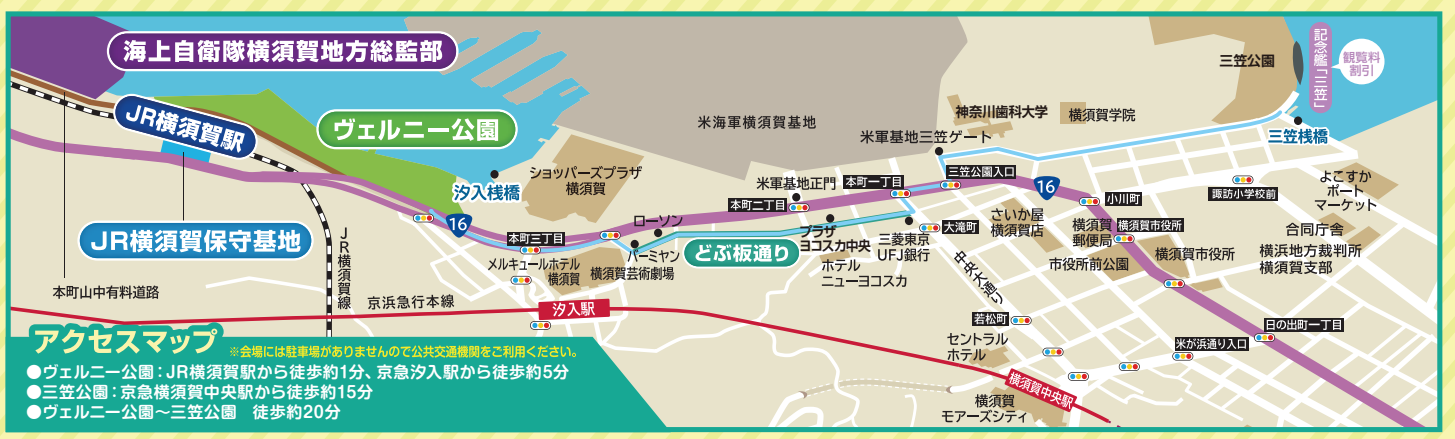 海上自衛隊横須賀地方総監部
JR横須賀駅
ヴェルニー公園
JR横須賀保守基地
本町山中有料道路
JR横須賀線
京浜急行本線
汐入桟橋
16
ショッパーズプラザ
横須賀
米海軍横須賀基地
本町三丁目
メルキュールホテル
横須賀
ローソン
バーミヤン
横須賀芸術劇場
汐入駅
どぶ板通り
米軍基地正門
本町二丁目
本町一丁目
プラザ
ヨコスカ中央
ホテル
ニューヨコスカ
三菱東京
UFJ銀行
大滝町
米軍基地三笠ゲート
三笠公園入口
神奈川歯科大学
横須賀学院
三笠公園
記念艦「三笠」
観覧料
割引
三笠桟橋
16
小川町
さいか屋
横須賀店
横須賀
郵便局
横須賀市役所
横須賀市役所
市役所前公園
中央大通り
諏訪小学校前
よこすか
ポート
マーケット
合同庁舎
横浜地方裁判所
横須賀支部
若松町
セントラル
ホテル
日の出町一丁目
米が浜通り入口
横須賀中央駅
横須賀
モアーズシティ
アクセスマップ
※会場には駐車場がありませんので公共交通機関をご利用ください。
●ヴェルニー公園：JR横須賀駅から徒歩約1分、京急汐入駅から徒歩約5分
●三笠公園：京急横須賀中央駅から徒歩約15分
●ヴェルニー公園～三笠公園　徒歩約20分